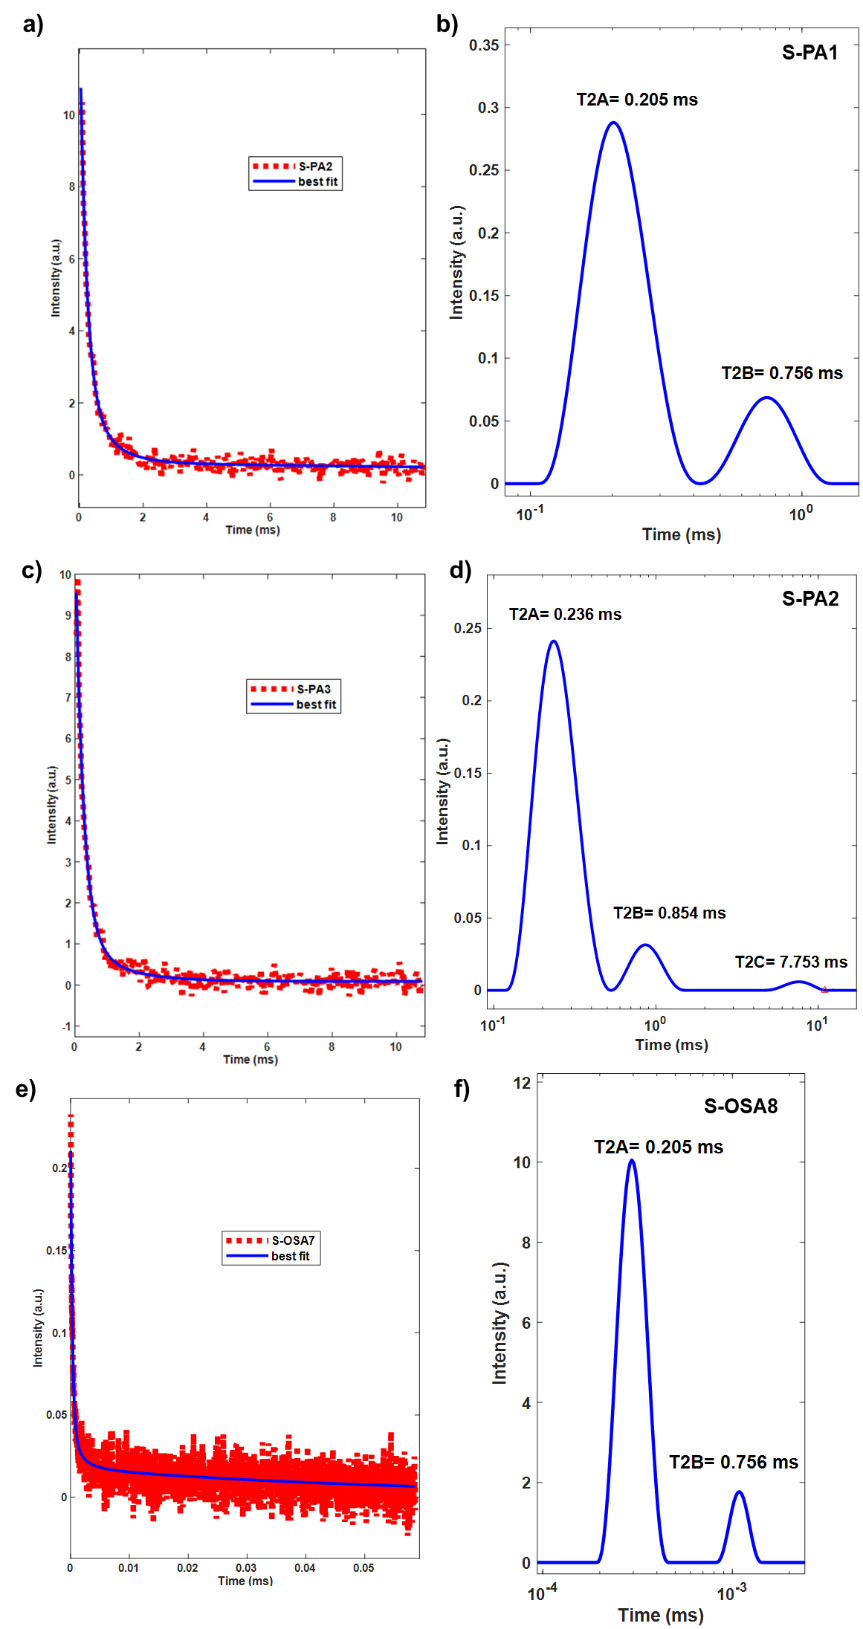 a)
10
8
6
4
2
0
0 2 4 6 8 10
Intensity (a.u.)
Time (ms)
S-PA2
best fit
b)
S-PA1
T2A= 0.205 ms
T2B= 0.756 ms
0.35
0.3
0.25
0.2
0.15
0.1
0.05
0
10-1 100
Intensity (a.u.)
Time (ms)
c)
10
9
8
7
6
5
4
3
2
1
0
-1
0 2 4 6 8 10
Intensity (a.u.)
Time (ms)
S-PA3
best fit
d)
S-PA2
T2A= 0.236 ms
T2B= 0.854 ms
T2C= 7.753 ms
0.25
0.2
0.15
0.1
0.05
0
10-1 100 101
Intensity (a.u.)
Time (ms)
e)
0.2
0.15
0.1
0.05
0
0 0.01 0.02 0.03 0.04 0.05
Intensity (a.u.)
Time (ms)
S-OSA7
best fit
f)
S-OSA8
T2A= 0.205 ms
T2B= 0.756 ms
12
10
8
6
4
2
0
10-4 10-3
Intensity (a.u.)
Time (ms)